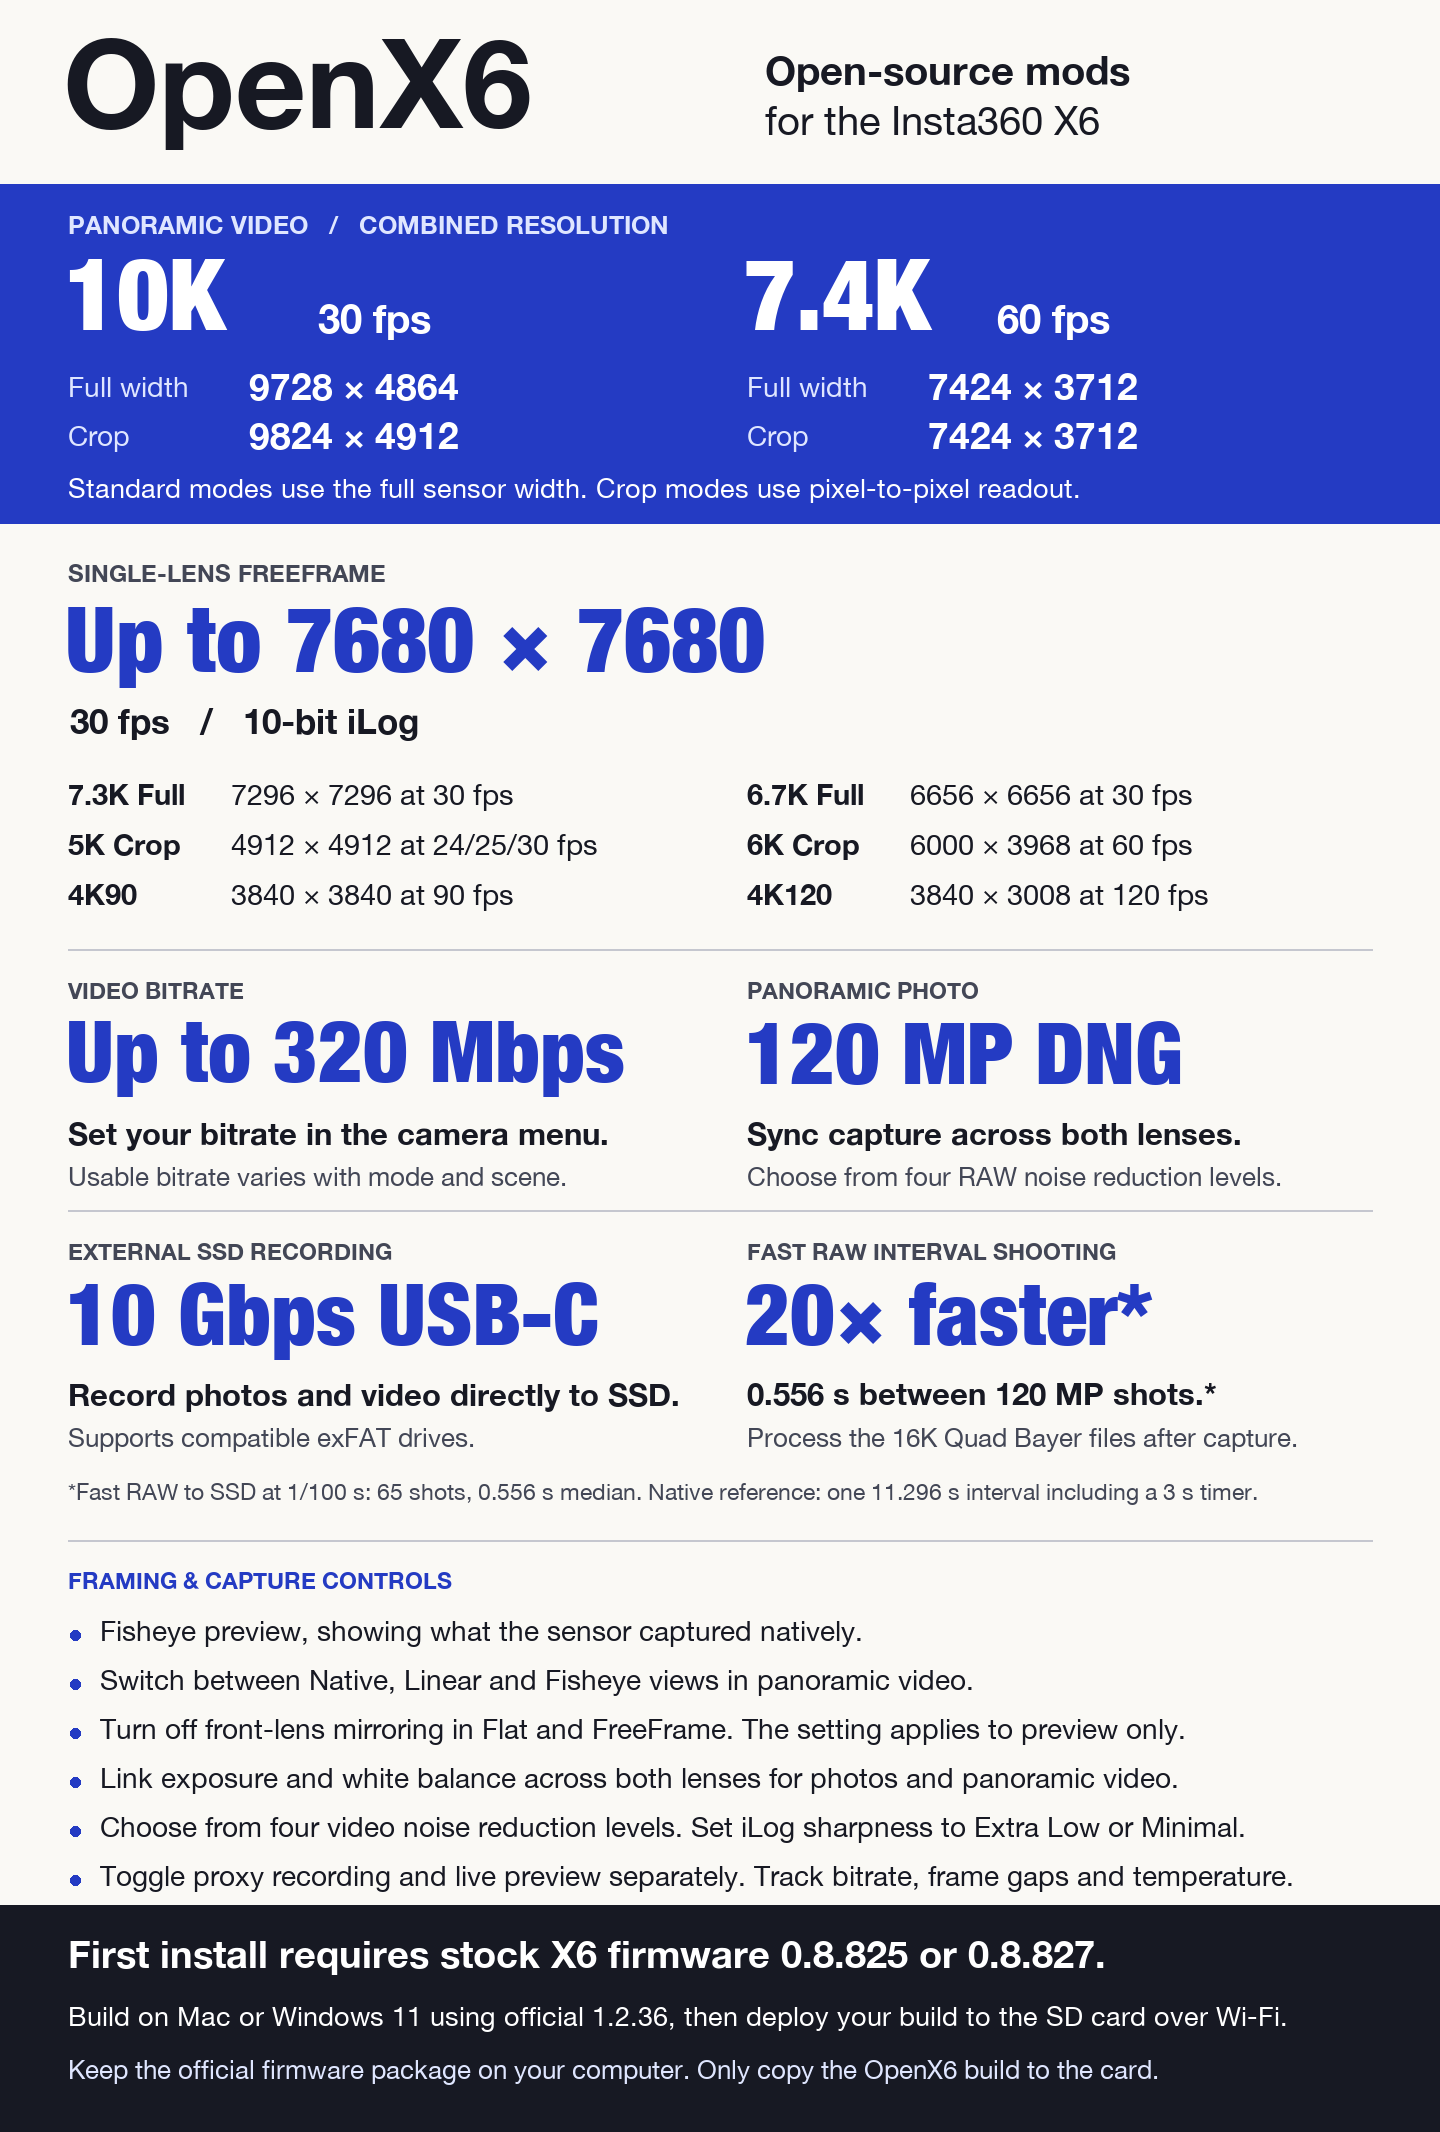 OpenX6
Open-source mods
for the Insta360 X6
PANORAMIC VIDEO / COMBINED RESOLUTION
10K 30 fps
Full width 9728 × 4864
Crop 9824 × 4912
7.4K 60 fps
Full width 7424 × 3712
Crop 7424 × 3712
Standard modes use the full sensor width. Crop modes use pixel-to-pixel readout.
SINGLE-LENS FREEFRAME
Up to 7680 × 7680
30 fps / 10-bit iLog
7.3K Full 7296 × 7296 at 30 fps
5K Crop 4912 × 4912 at 24/25/30 fps
4K90 3840 × 3840 at 90 fps
6.7K Full 6656 × 6656 at 30 fps
6K Crop 6000 × 3968 at 60 fps
4K120 3840 × 3008 at 120 fps
VIDEO BITRATE
Up to 320 Mbps
Set your bitrate in the camera menu.
Usable bitrate varies with mode and scene.
PANORAMIC PHOTO
120 MP DNG
Sync capture across both lenses.
Choose from four RAW noise reduction levels.
EXTERNAL SSD RECORDING
10 Gbps USB-C
Record photos and video directly to SSD.
Supports compatible exFAT drives.
FAST RAW INTERVAL SHOOTING
20× faster*
0.556 s between 120 MP shots.*
Process the 16K Quad Bayer files after capture.
*Fast RAW to SSD at 1/100 s: 65 shots, 0.556 s median. Native reference: one 11.296 s interval including a 3 s timer.
FRAMING & CAPTURE CONTROLS
• Fisheye preview, showing what the sensor captured natively.
• Switch between Native, Linear and Fisheye views in panoramic video.
• Turn off front-lens mirroring in Flat and FreeFrame. The setting applies to preview only.
• Link exposure and white balance across both lenses for photos and panoramic video.
• Choose from four video noise reduction levels. Set iLog sharpness to Extra Low or Minimal.
• Toggle proxy recording and live preview separately. Track bitrate, frame gaps and temperature.
First install requires stock X6 firmware 0.8.825 or 0.8.827.
Build on Mac or Windows 11 using official 1.2.36, then deploy your build to the SD card over Wi-Fi.
Keep the official firmware package on your computer. Only copy the OpenX6 build to the card.